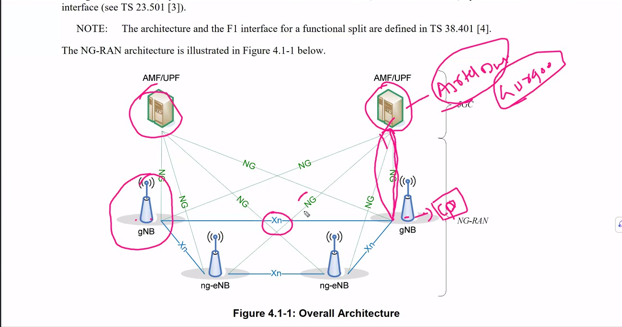 interface (see TS 23.501 [3]).
NOTE: The architecture and the F1 interface for a functional split are defined in TS 38.401 [4].
The NG-RAN architecture is illustrated in Figure 4.1-1 below.
AMF/UPF AMF/UPF
NG NG
NG NG
NG NG NG NG
gNB Xn gNB
NG-RAN
Xn Xn
Xn
ng-eNB ng-eNB
Figure 4.1-1: Overall Architecture